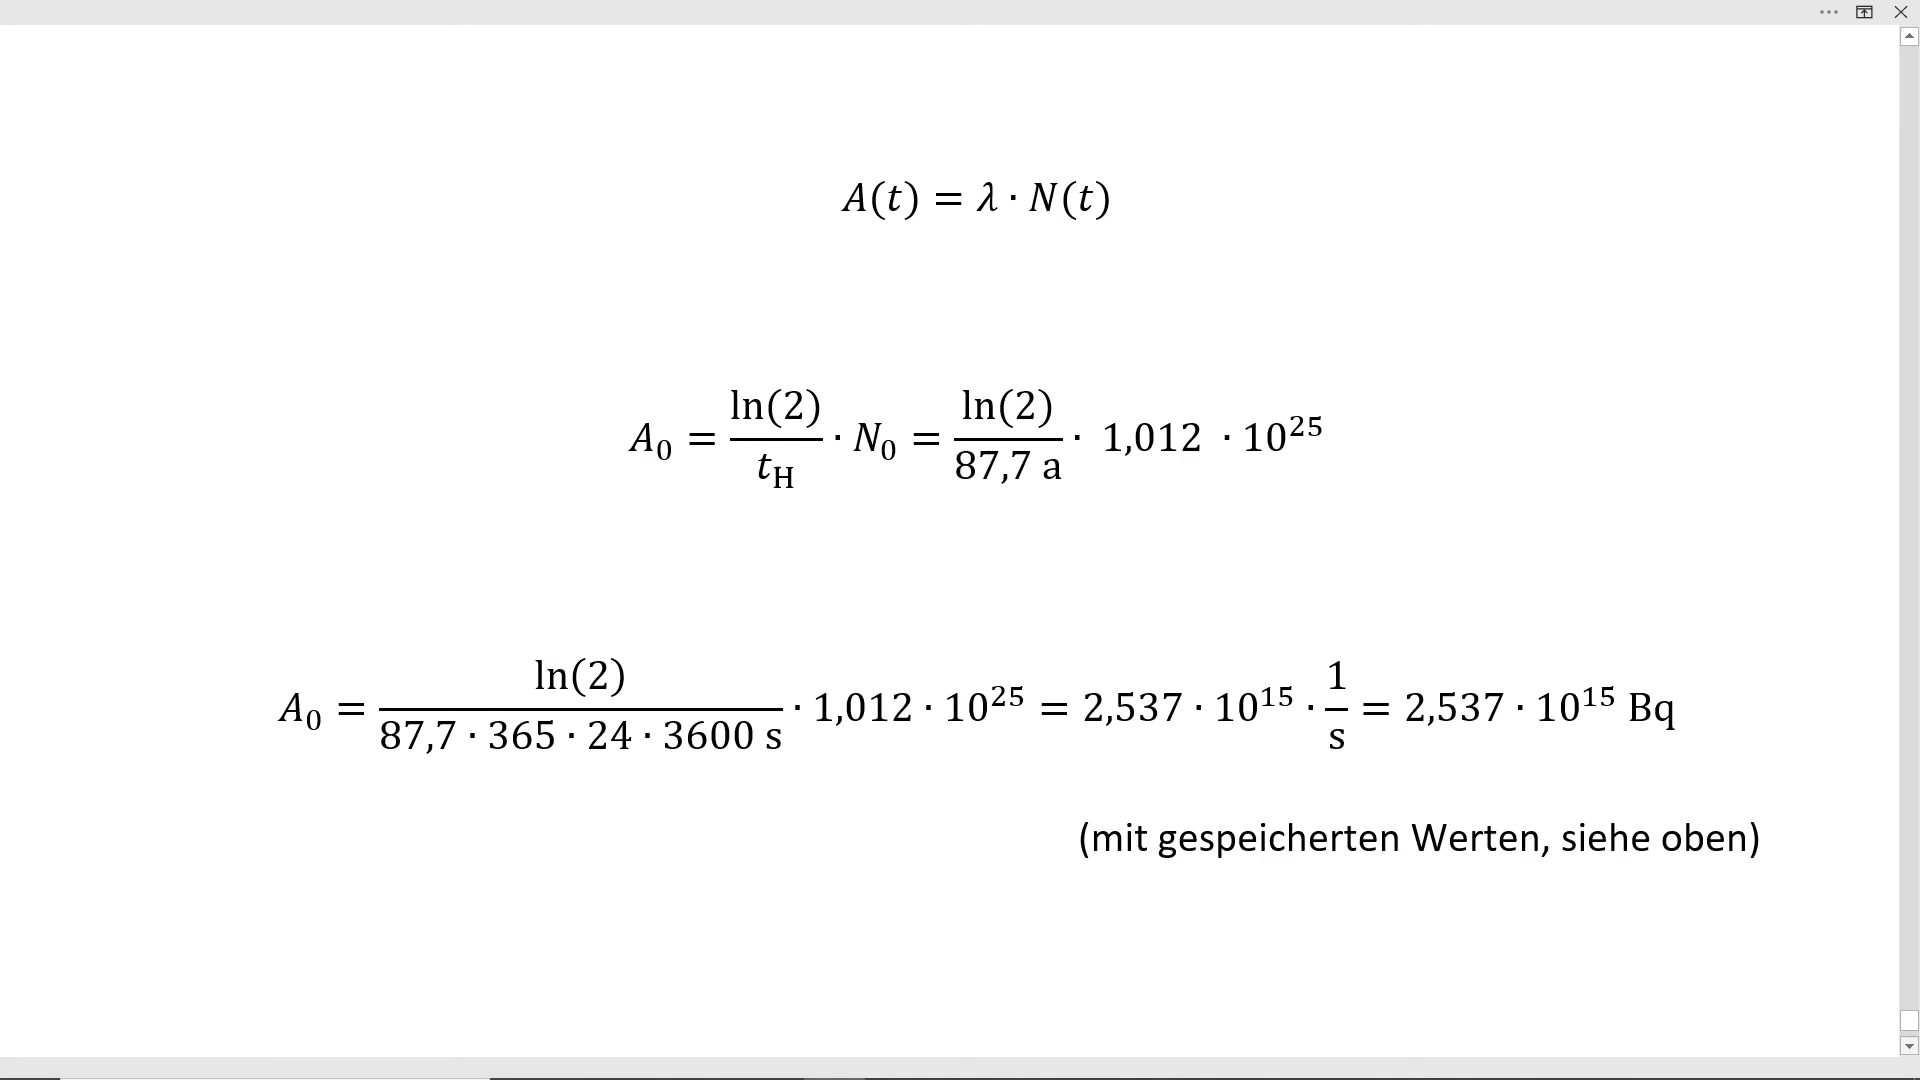 A(t) = λ · N(t)
A₀ = ln(2)/t_H · N₀ = ln(2)/87,7 a · 1,012 · 10²⁵
A₀ = ln(2)/(87,7 · 365 · 24 · 3600 s) · 1,012 · 10²⁵ = 2,537 · 10¹⁵ · 1/s = 2,537 · 10¹⁵ Bq
(mit gespeicherten Werten, siehe oben)